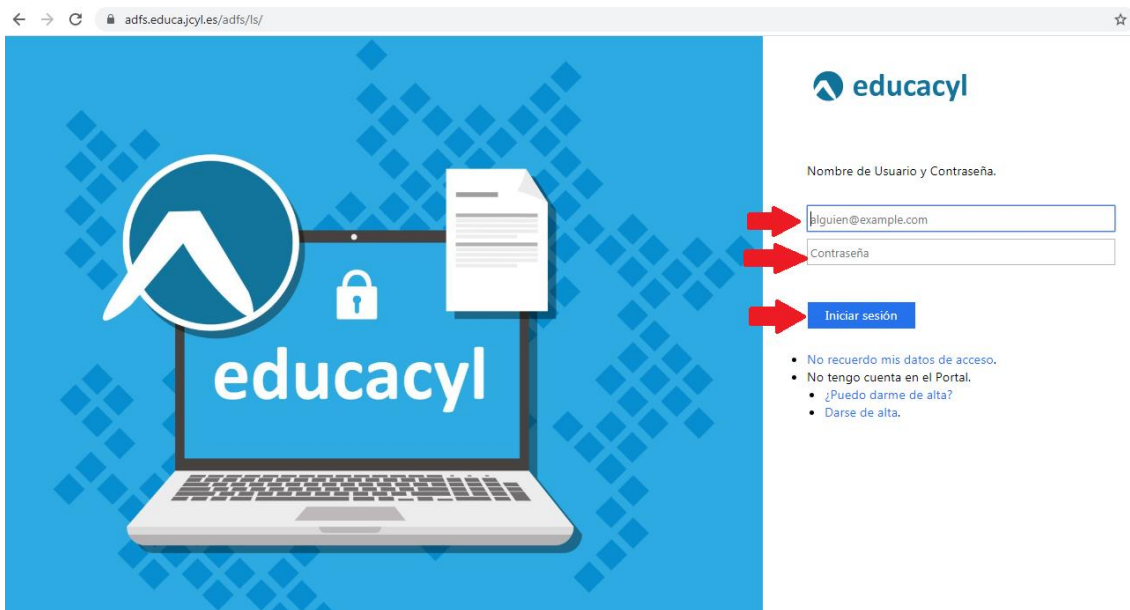 adfs.educa.jcyl.es/adfs/ls/
educacyl
educacyl
Nombre de Usuario y Contraseña.
alguien@example.com
Contraseña
Iniciar sesión
No recuerdo mis datos de acceso.
No tengo cuenta en el Portal.
¿Puedo darme de alta?
Darse de alta.